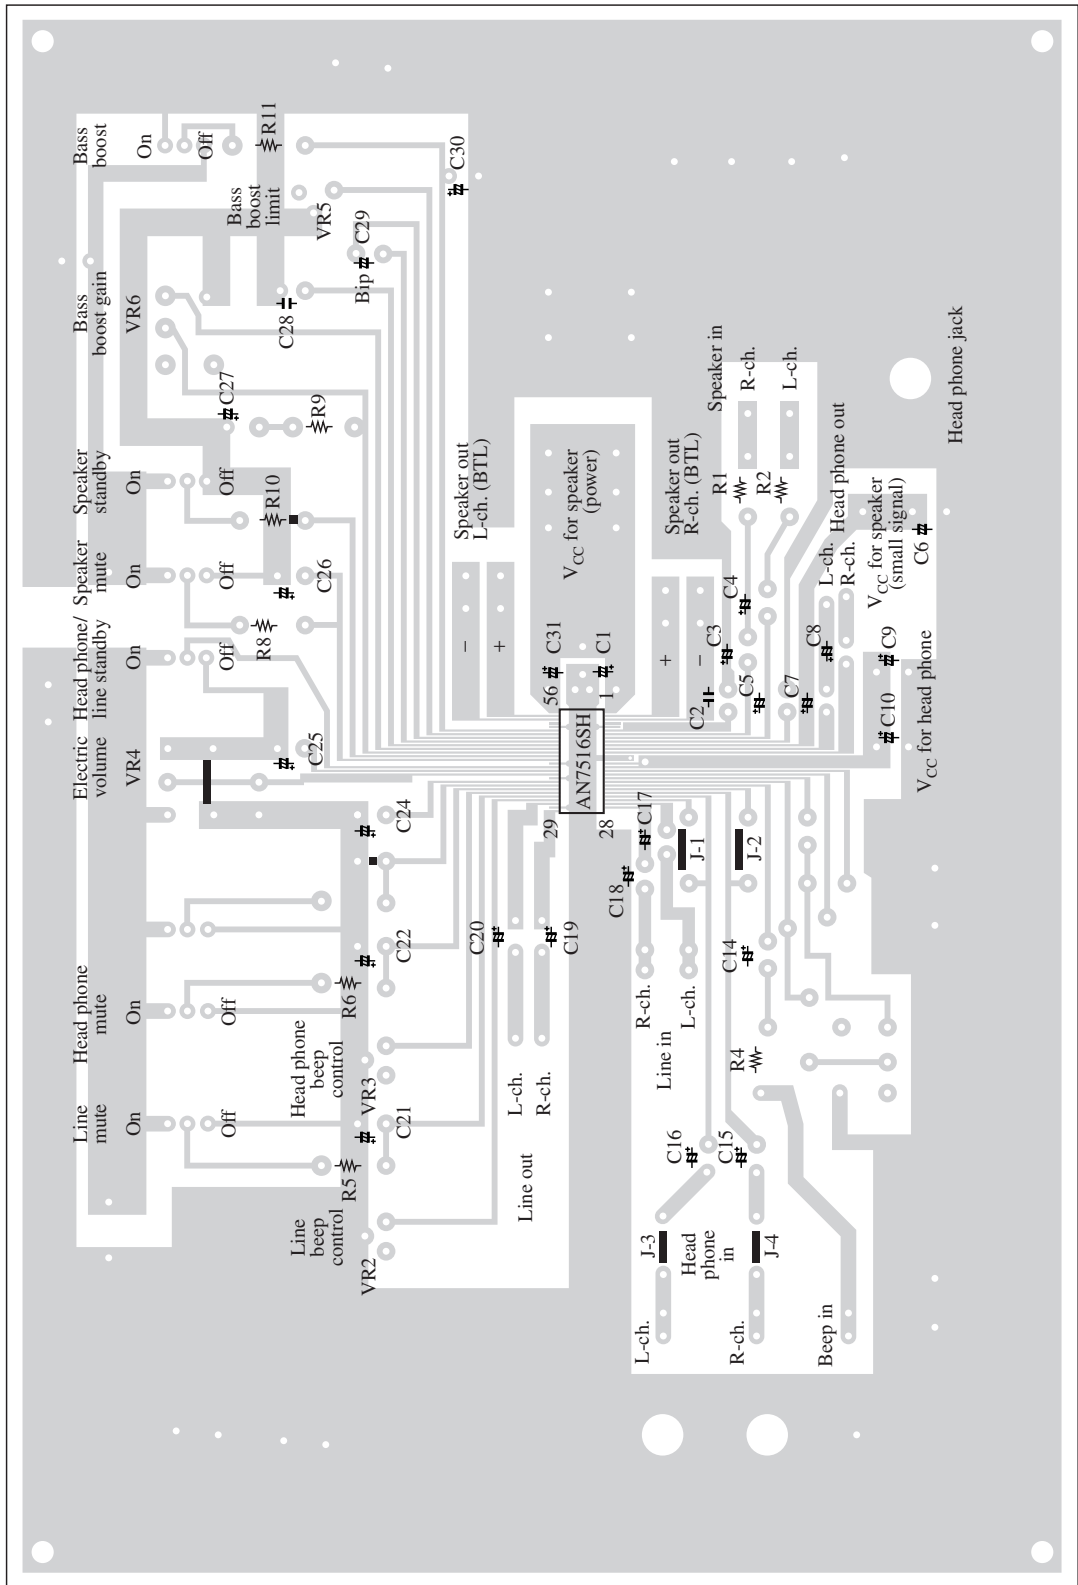 Line
mute
On
Off
Head phone
mute
On
Off
Electric
volume
VR4
Head phone/
line standby
On
Off
Speaker
mute
On
Off
Speaker
standby
On
Off
Bass
boost gain
VR6
Bass
boost
On
Off
R11
Bass
boost
limit
VR5
C30
C29
Bip
C28
C27
R9
R10
C26
R8
C25
C24
C22
R6
Head phone
beep
control
VR3
C21
R5
Line
beep
control
VR2
C20
C19
L-ch.
R-ch.
Line out
Speaker out
L-ch. (BTL)
−
+
VCC for speaker
(power)
C31
C1
56
1
29
28
AN7516SH
Speaker out
R-ch. (BTL)
+
−
Speaker in
R-ch.
L-ch.
R1
R2
C4
C3
C2
C5
C7
C8
Head phone out
L-ch.
R-ch.
VCC for speaker
(small signal)
C6
C9
C10
VCC for head phone
Head phone jack
C17
C18
J-1
J-2
R-ch.
L-ch.
Line in
C14
R4
C16
C15
J-3
Head
phone
in
J-4
L-ch.
R-ch.
Beep in